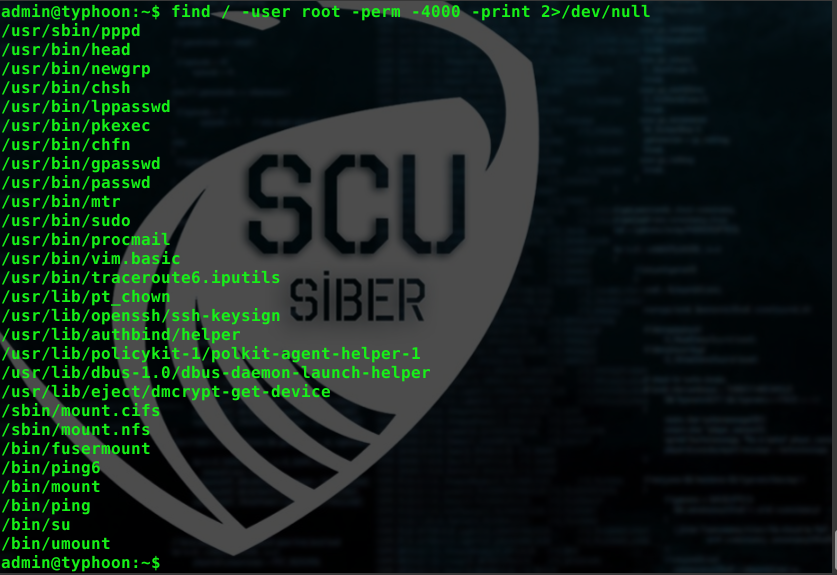 admin@typhoon:~$ find / -user root -perm -4000 -print 2>/dev/null
/usr/sbin/pppd
/usr/bin/head
/usr/bin/newgrp
/usr/bin/chsh
/usr/bin/lppasswd
/usr/bin/pkexec
/usr/bin/chfn
/usr/bin/gpasswd
/usr/bin/passwd
/usr/bin/mtr
/usr/bin/sudo
/usr/bin/procmail
/usr/bin/vim.basic
/usr/bin/traceroute6.iputils
/usr/lib/pt_chown
/usr/lib/openssh/ssh-keysign
/usr/lib/authbind/helper
/usr/lib/policykit-1/polkit-agent-helper-1
/usr/lib/dbus-1.0/dbus-daemon-launch-helper
/usr/lib/eject/dmcrypt-get-device
/sbin/mount.cifs
/sbin/mount.nfs
/bin/fusermount
/bin/ping6
/bin/mount
/bin/ping
/bin/su
/bin/umount
admin@typhoon:~$
SCU
SİBER